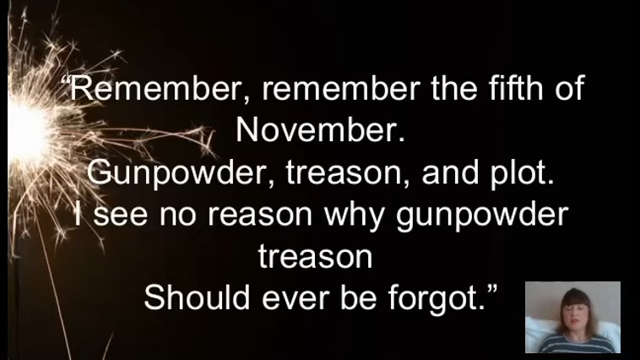 “Remember, remember the fifth of
November.
Gunpowder, treason, and plot.
I see no reason why gunpowder
treason
Should ever be forgot.”